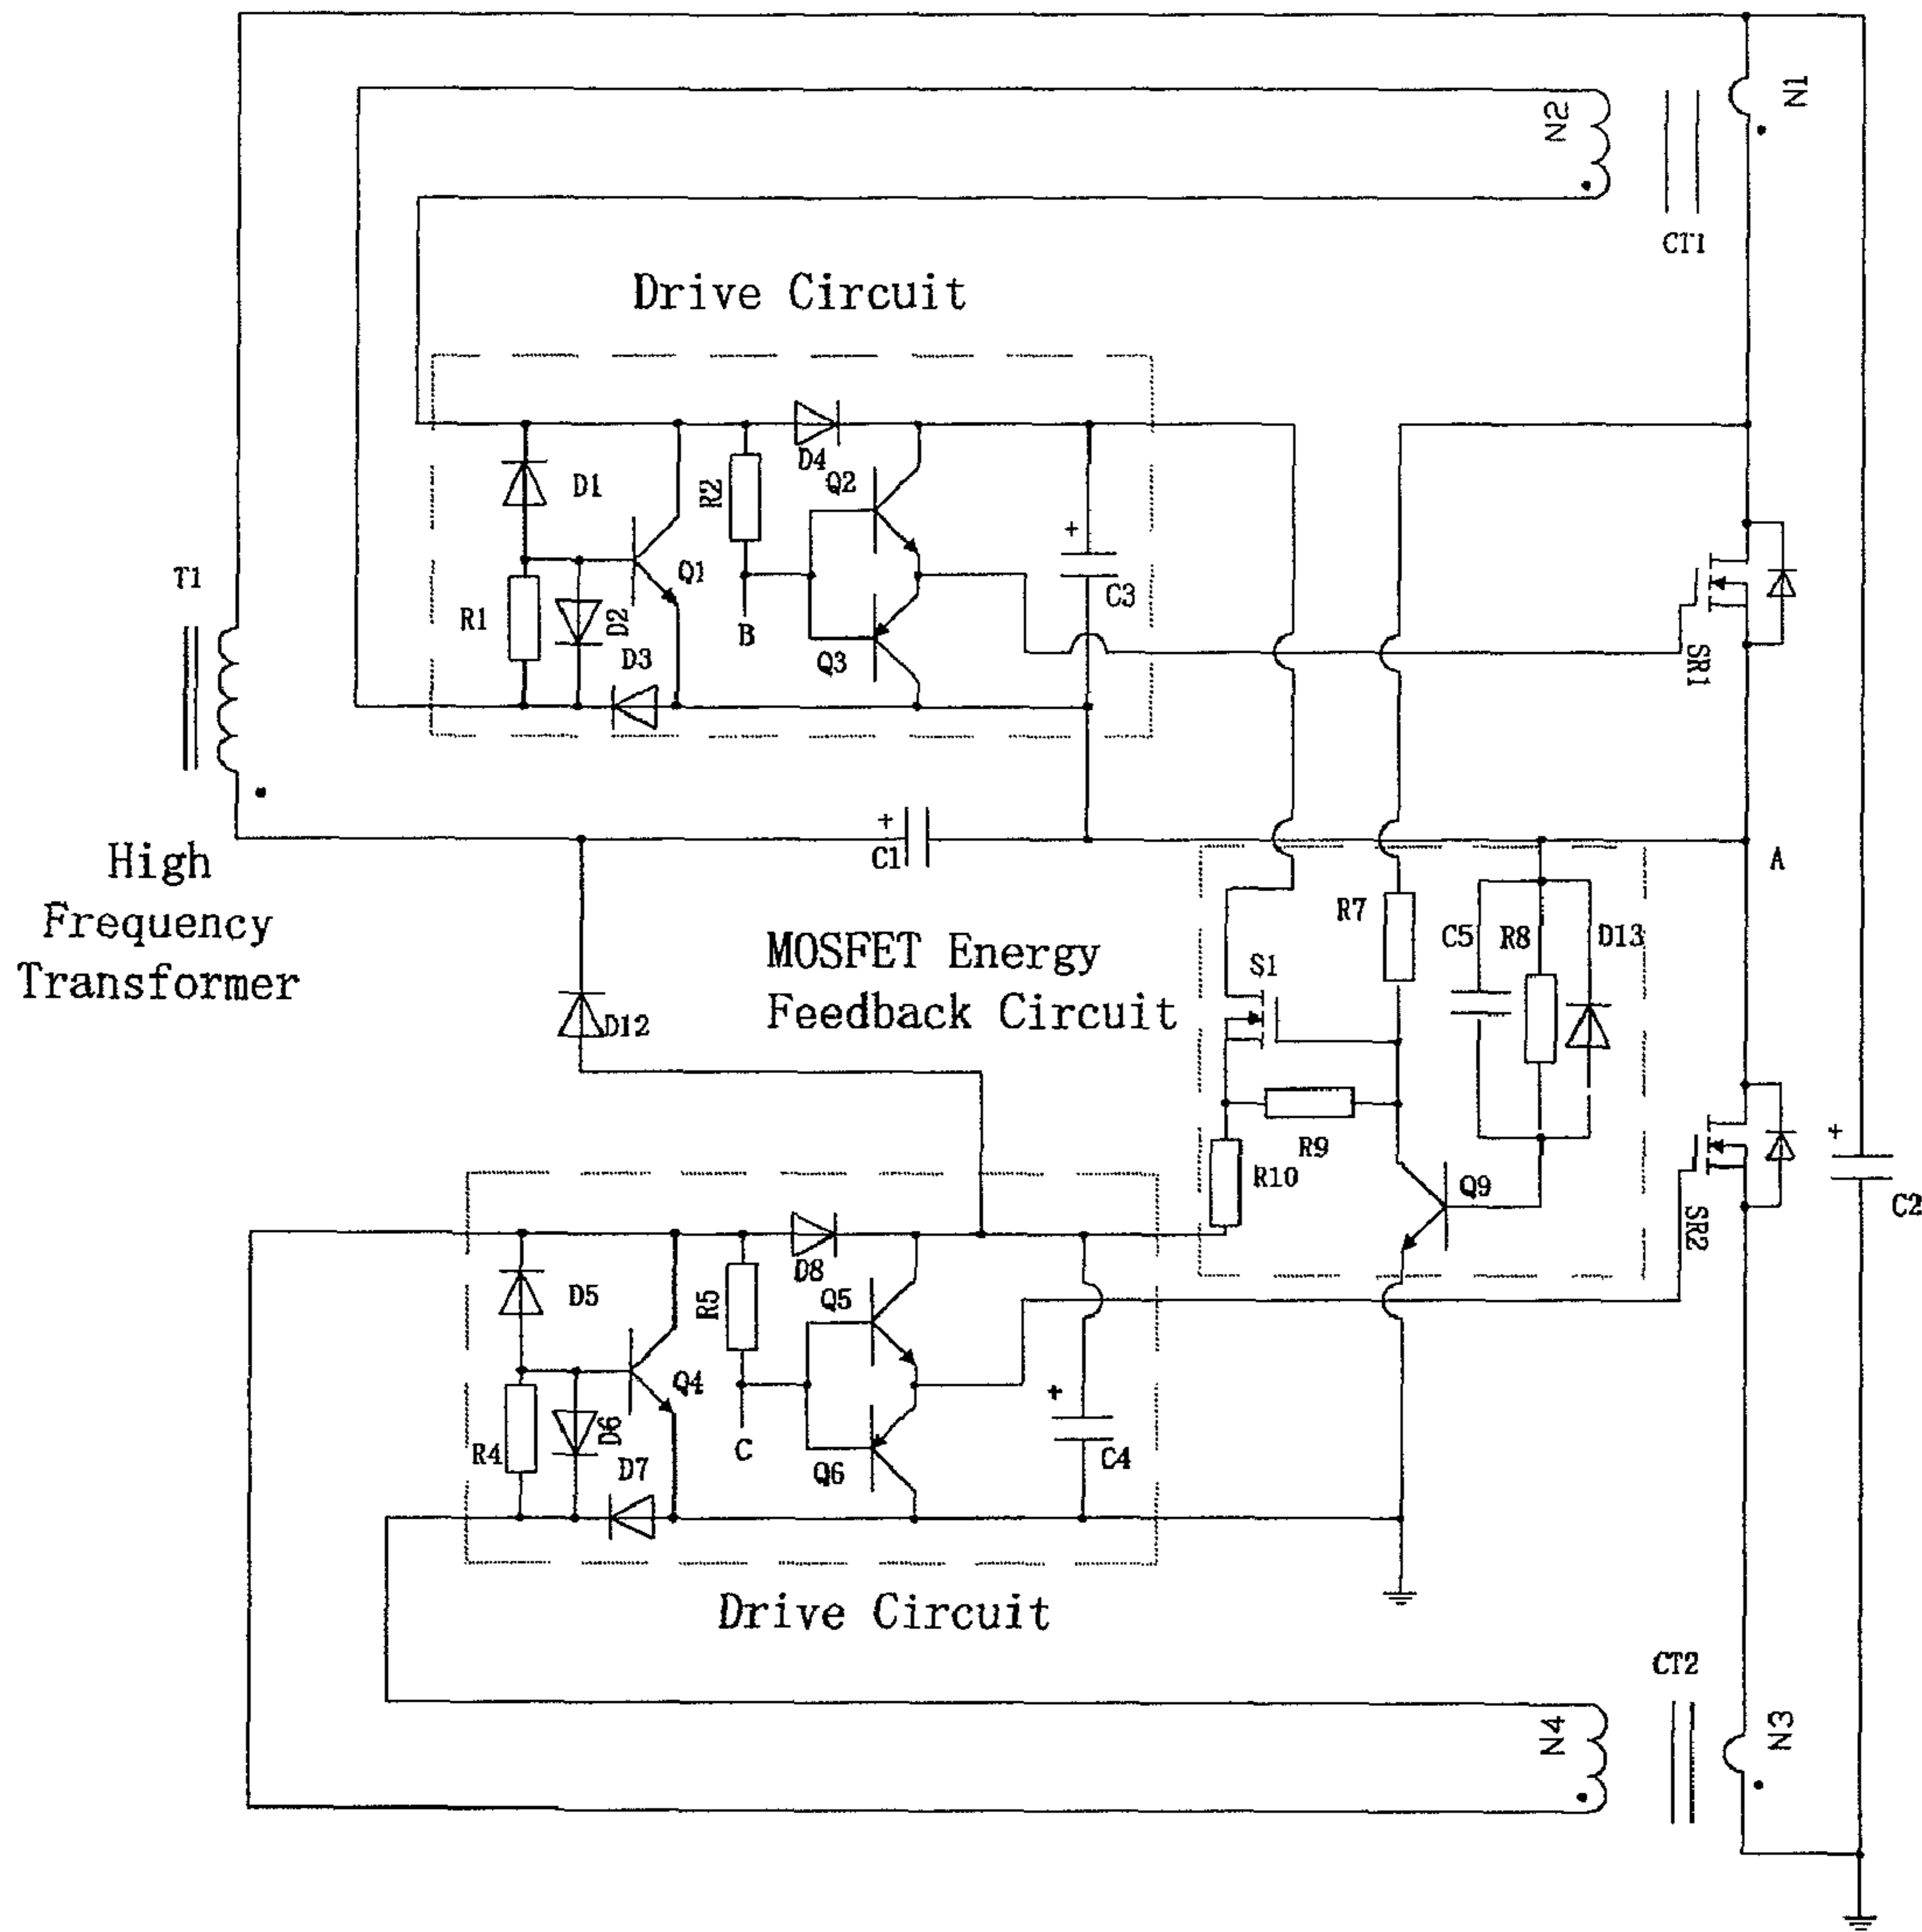 N1
N2
CT1
Drive Circuit
D4
D1
R2
Q2
+
T1
Q1
C3
R1
D2
B
D3
Q3
SR1
+
C1
A
High
Frequency
Transformer
MOSFET Energy
Feedback Circuit
R7
C5
R8
D13
S1
D12
R9
+
R10
Q9
C2
SR2
D8
D5
R5
Q5
Q4
+
D6
R4
D7
C
Q6
C4
Drive Circuit
CT2
N4
N3